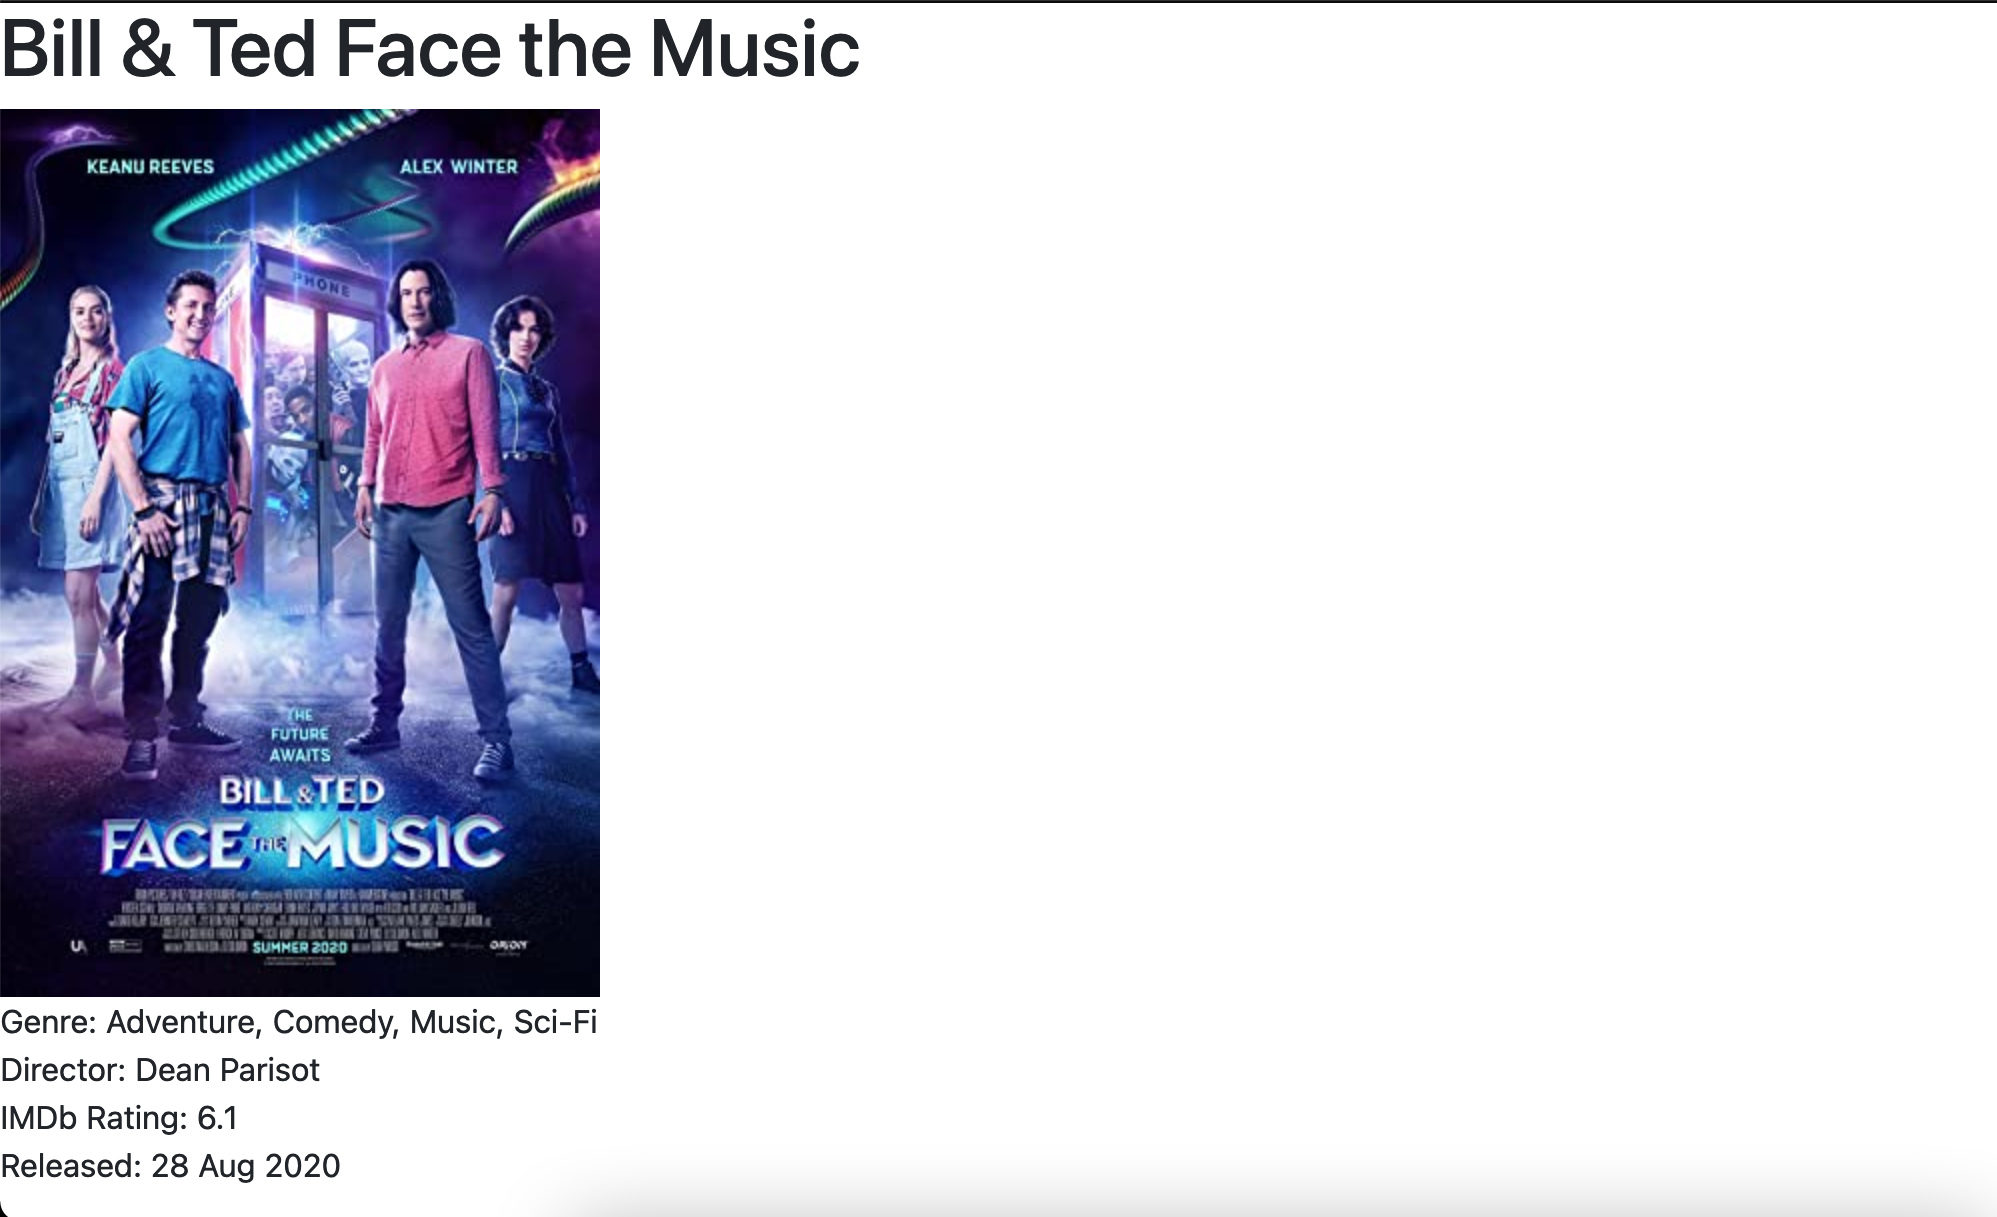 Bill & Ted Face the Music
KEANU REEVES ALEX WINTER
PHONE
THE
FUTURE
AWAITS
BILL & TED
FACE THE MUSIC
SUMMER 2020
ORION
Genre: Adventure, Comedy, Music, Sci-Fi
Director: Dean Parisot
IMDb Rating: 6.1
Released: 28 Aug 2020